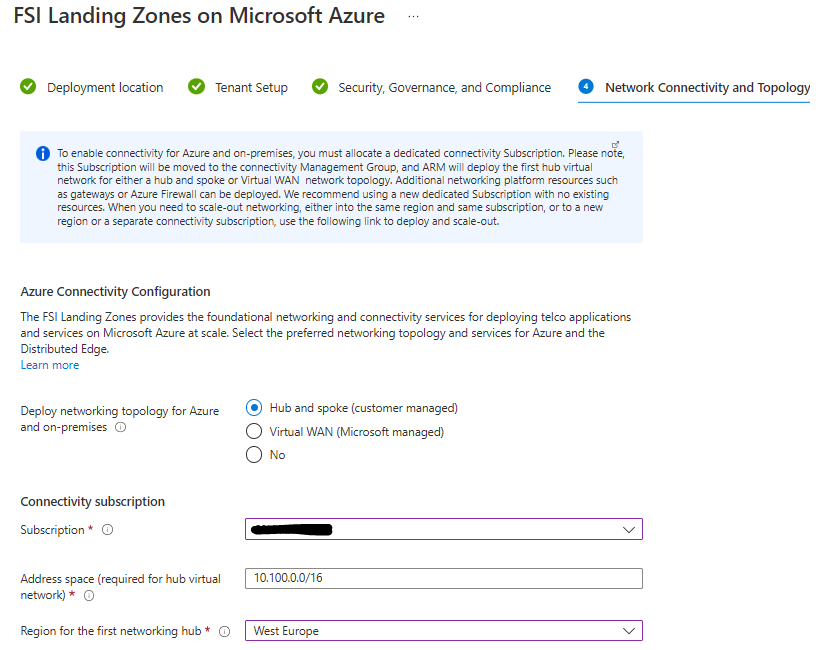 FSI Landing Zones on Microsoft Azure ...
Deployment location Tenant Setup Security, Governance, and Compliance 4 Network Connectivity and Topology
To enable connectivity for Azure and on-premises, you must allocate a dedicated connectivity Subscription. Please note,
this Subscription will be moved to the connectivity Management Group, and ARM will deploy the first hub virtual
network for either a hub and spoke or Virtual WAN network topology. Additional networking platform resources such
as gateways or Azure Firewall can be deployed. We recommend using a new dedicated Subscription with no existing
resources. When you need to scale-out networking, either into the same region and same subscription, or to a new
region or a separate connectivity subscription, use the following link to deploy and scale-out.
Azure Connectivity Configuration
The FSI Landing Zones provides the foundational networking and connectivity services for deploying telco applications
and services on Microsoft Azure at scale. Select the preferred networking topology and services for Azure and the
Distributed Edge.
Learn more
Deploy networking topology for Azure
and on-premises
Hub and spoke (customer managed)
Virtual WAN (Microsoft managed)
No
Connectivity subscription
Subscription *
Address space (required for hub virtual
network) *
10.100.0.0/16
Region for the first networking hub *
West Europe